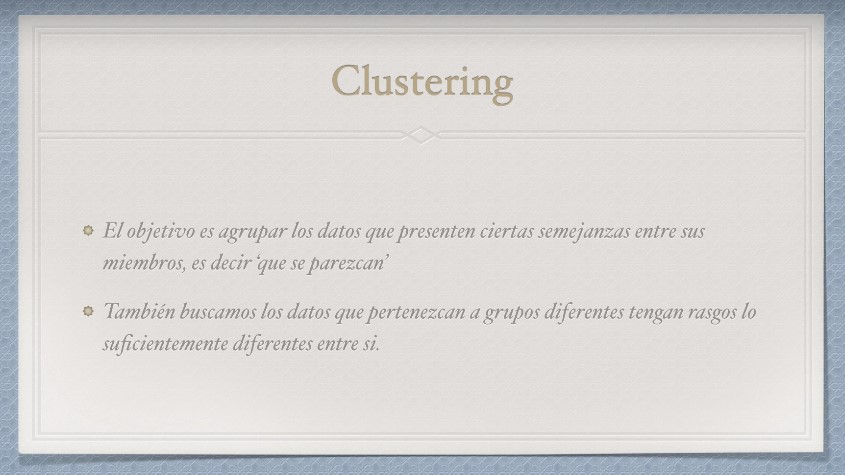 Clustering
El objetivo es agrupar los datos que presenten ciertas semejanzas entre sus
miembros, es decir ‘que se parezcan’
También buscamos los datos que pertenezcan a grupos diferentes tengan rasgos lo
suficientemente diferentes entre si.